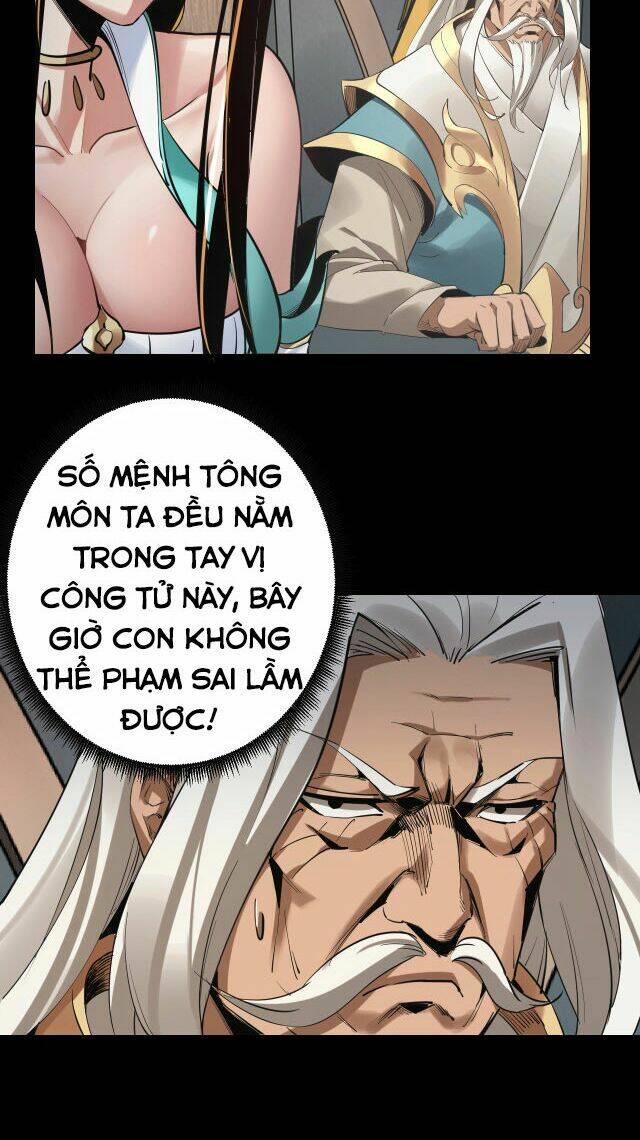 SỐ MỆNH TÔNG
MÔN TA ĐỀU NẰM
TRONG TAY VỊ
CÔNG TỬ NÀY, BÂY
GIỜ CON KHÔNG
THỂ PHẠM SAI LẦM
ĐƯỢC!